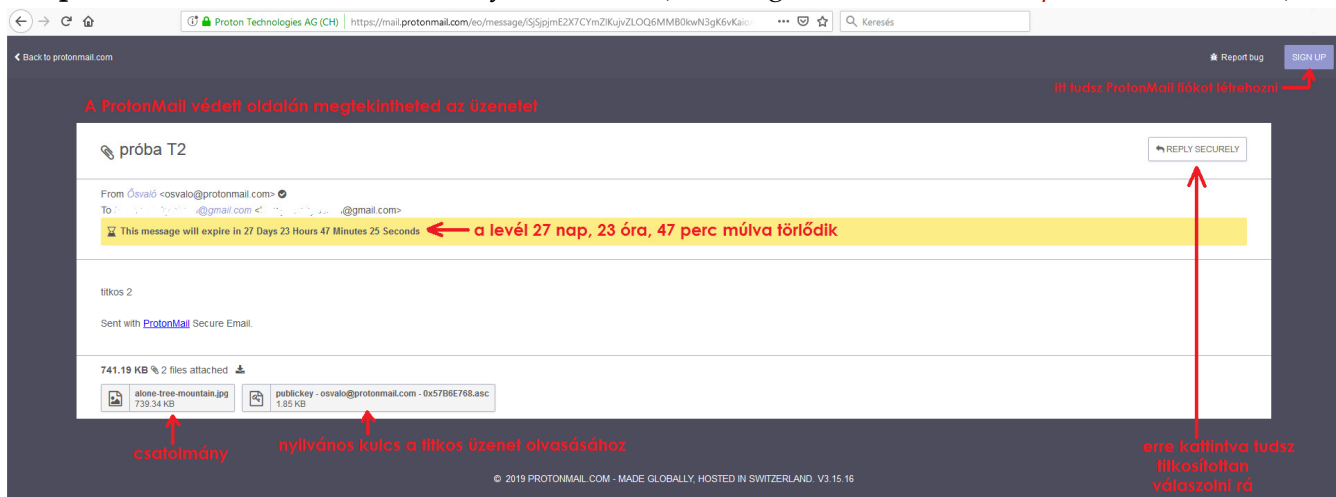 Proton Technologies AG (CH) https://mail.protonmail.com/eo/message/iSjSpjmE2X7CYmZlKujvZLOQ6MMB0kwN3gK6vKaio/ Keresés
Back to protonmail.com Report bug SIGN UP
itt tudsz ProtonMail fiókot létrehozni
A ProtonMail védett oldalán megtekintheted az üzenetet
próba T2 REPLY SECURELY
From Ősvaló <osvalo@protonmail.com>
To @gmail.com < @gmail.com>
This message will expire in 27 Days 23 Hours 47 Minutes 25 Seconds a levél 27 nap, 23 óra, 47 perc múlva törlődik
titkos 2
Sent with ProtonMail Secure Email.
741.19 KB 2 files attached
alone-tree-mountain.jpg publickey - osvalo@protonmail.com - 0x57B6E768.asc
739.34 KB 1.85 KB
csatolmány nyilvános kulcs a titkos üzenet olvasásához
erre kattintva tudsz
titkosítottan
válaszolni rá
© 2019 PROTONMAIL.COM - MADE GLOBALLY, HOSTED IN SWITZERLAND. V3.15.16